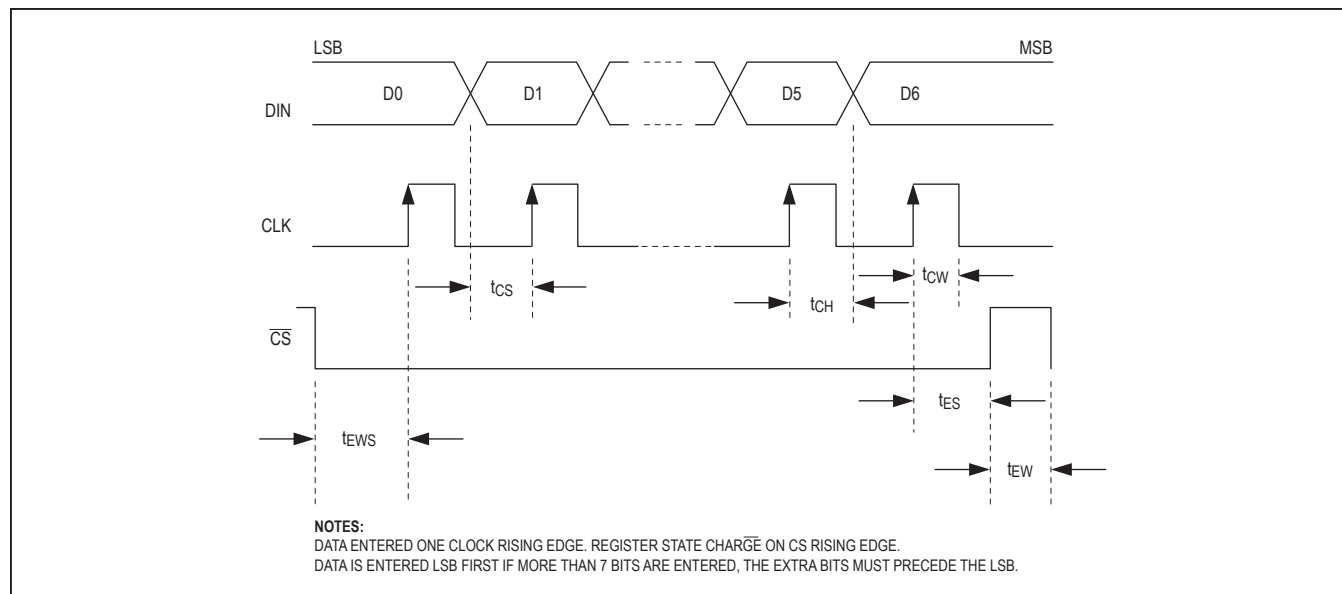 LSB MSB
DIN D0 D1 D5 D6
CLK
tCS tCH tCW
CS
tES
tEWS
tEW
NOTES:
DATA ENTERED ONE CLOCK RISING EDGE. REGISTER STATE CHARGE ON CS RISING EDGE.
DATA IS ENTERED LSB FIRST IF MORE THAN 7 BITS ARE ENTERED, THE EXTRA BITS MUST PRECEDE THE LSB.